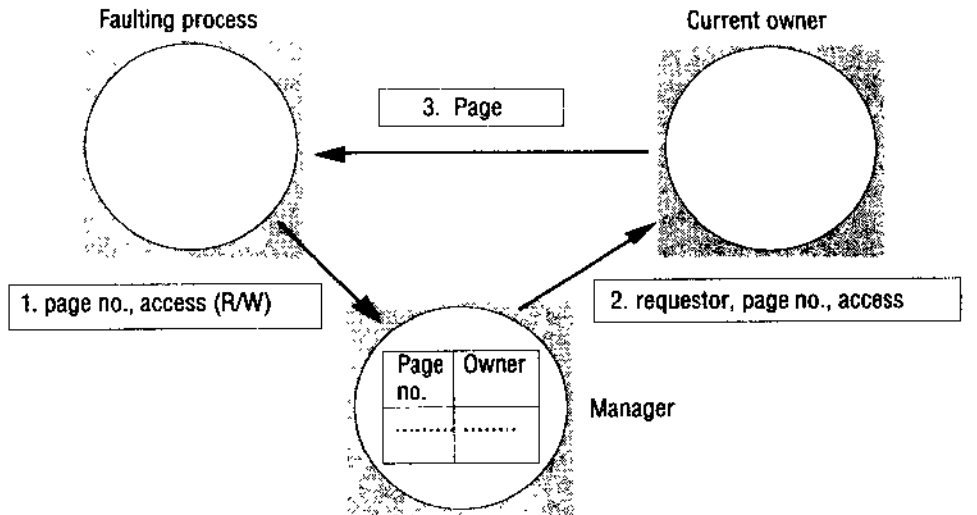 Faulting process
Current owner
3. Page
1. page no., access (R/W)
2. requestor, page no., access
Page
no.
Owner
Manager